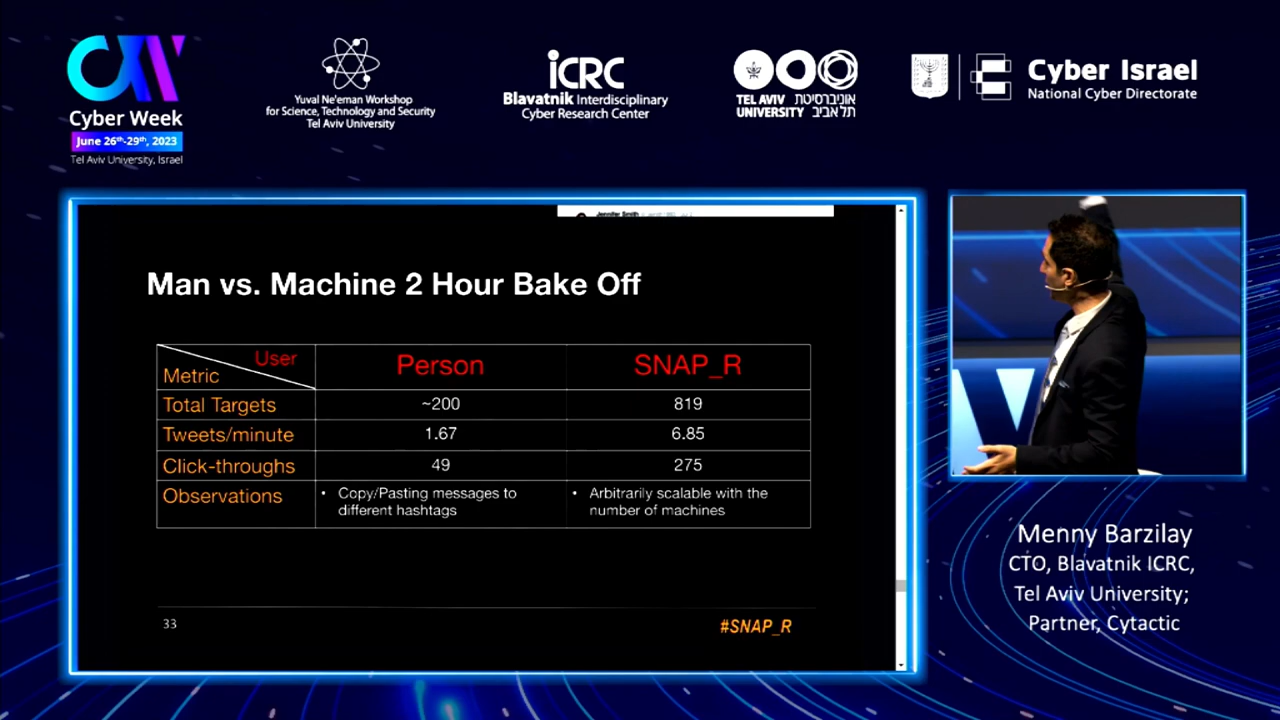 Cyber Week
June 26th-29th, 2023
Tel Aviv University, Israel
Yuval Ne'eman Workshop
for Science, Technology and Security
Tel Aviv University
iCRC
Blavatnik Interdisciplinary
Cyber Research Center
TEL AVIV אוניברסיטת
UNIVERSITY תל אביב
Cyber Israel
National Cyber Directorate
Jennifer Smith
Man vs. Machine 2 Hour Bake Off
User
Metric
Person
SNAP_R
Total Targets ~200 819
Tweets/minute 1.67 6.85
Click-throughs 49 275
Observations • Copy/Pasting messages to • Arbitrarily scalable with the
different hashtags number of machines
33
#SNAP_R
Menny Barzilay
CTO, Blavatnik ICRC,
Tel Aviv University;
Partner, Cytactic